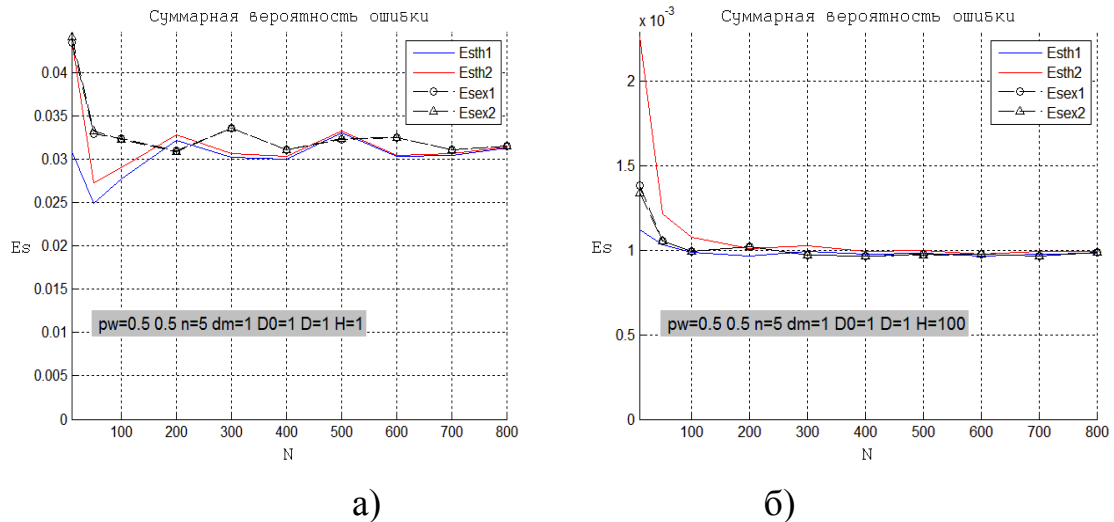 Суммарная вероятность ошибки
Esth1
Esth2
Esex1
Esex2
0.04
0.035
0.03
0.025
0.02
0.015
0.01
0.005
0
Es
pw=0.5 0.5 n=5 dm=1 D0=1 D=1 H=1
100 200 300 400 500 600 700 800
N
а)
x 10⁻³
Суммарная вероятность ошибки
Esth1
Esth2
Esex1
Esex2
2
1.5
1
0.5
0
Es
pw=0.5 0.5 n=5 dm=1 D0=1 D=1 H=100
100 200 300 400 500 600 700 800
N
б)